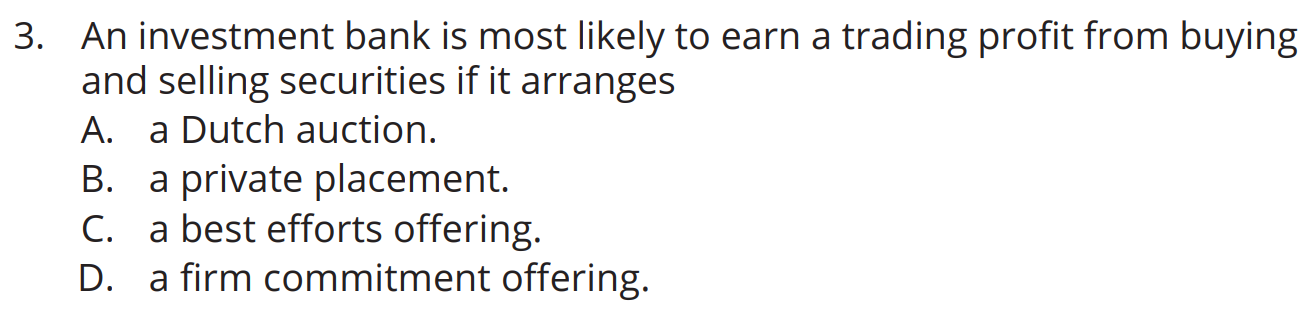 3. An investment bank is most likely to earn a trading profit from buying
and selling securities if it arranges
A. a Dutch auction.
B. a private placement.
C. a best efforts offering.
D. a firm commitment offering.